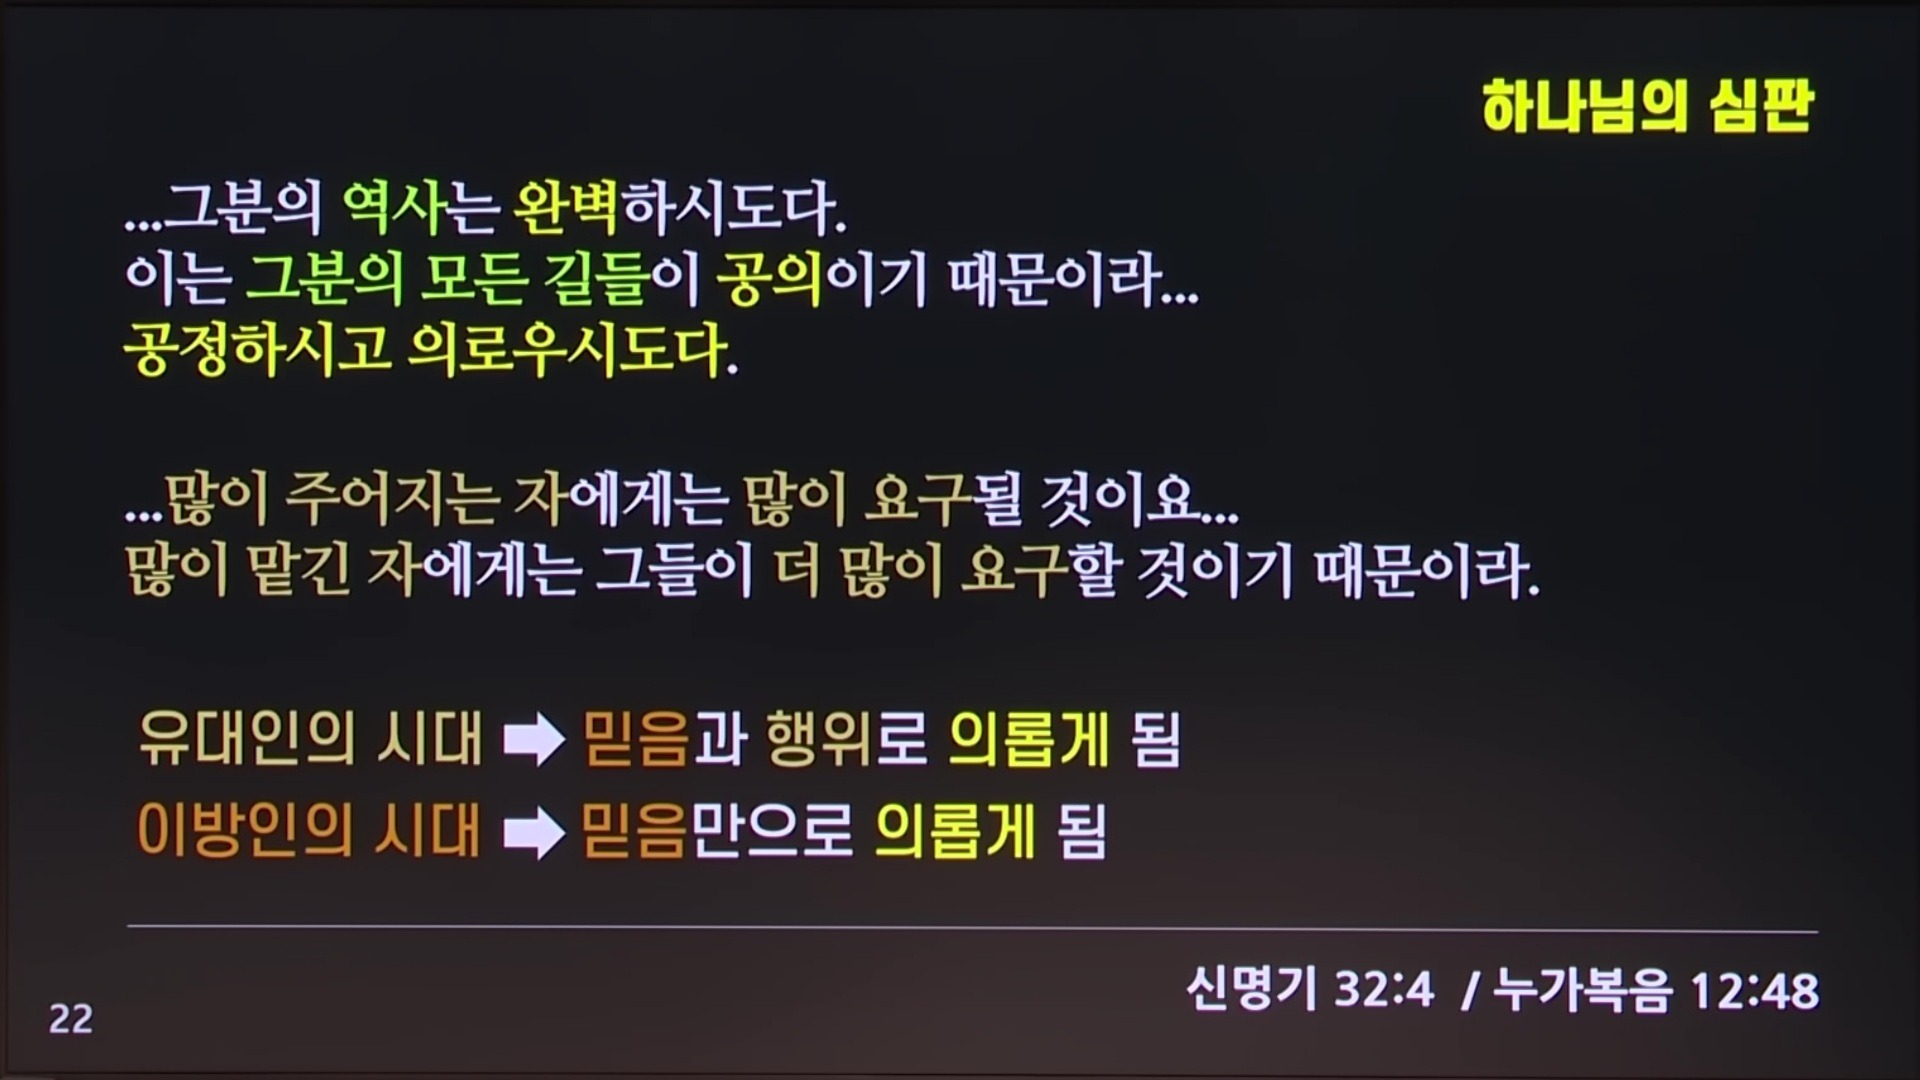 하나님의 심판
...그분의 역사는 완벽하시도다.
이는 그분의 모든 길들이 공의이기 때문이라...
공정하시고 의로우시도다.
...많이 주어지는 자에게는 많이 요구될 것이요...
많이 맡긴 자에게는 그들이 더 많이 요구할 것이기 때문이라.
유대인의 시대 ➡ 믿음과 행위로 의롭게 됨
이방인의 시대 ➡ 믿음만으로 의롭게 됨
신명기 32:4 / 누가복음 12:48
22